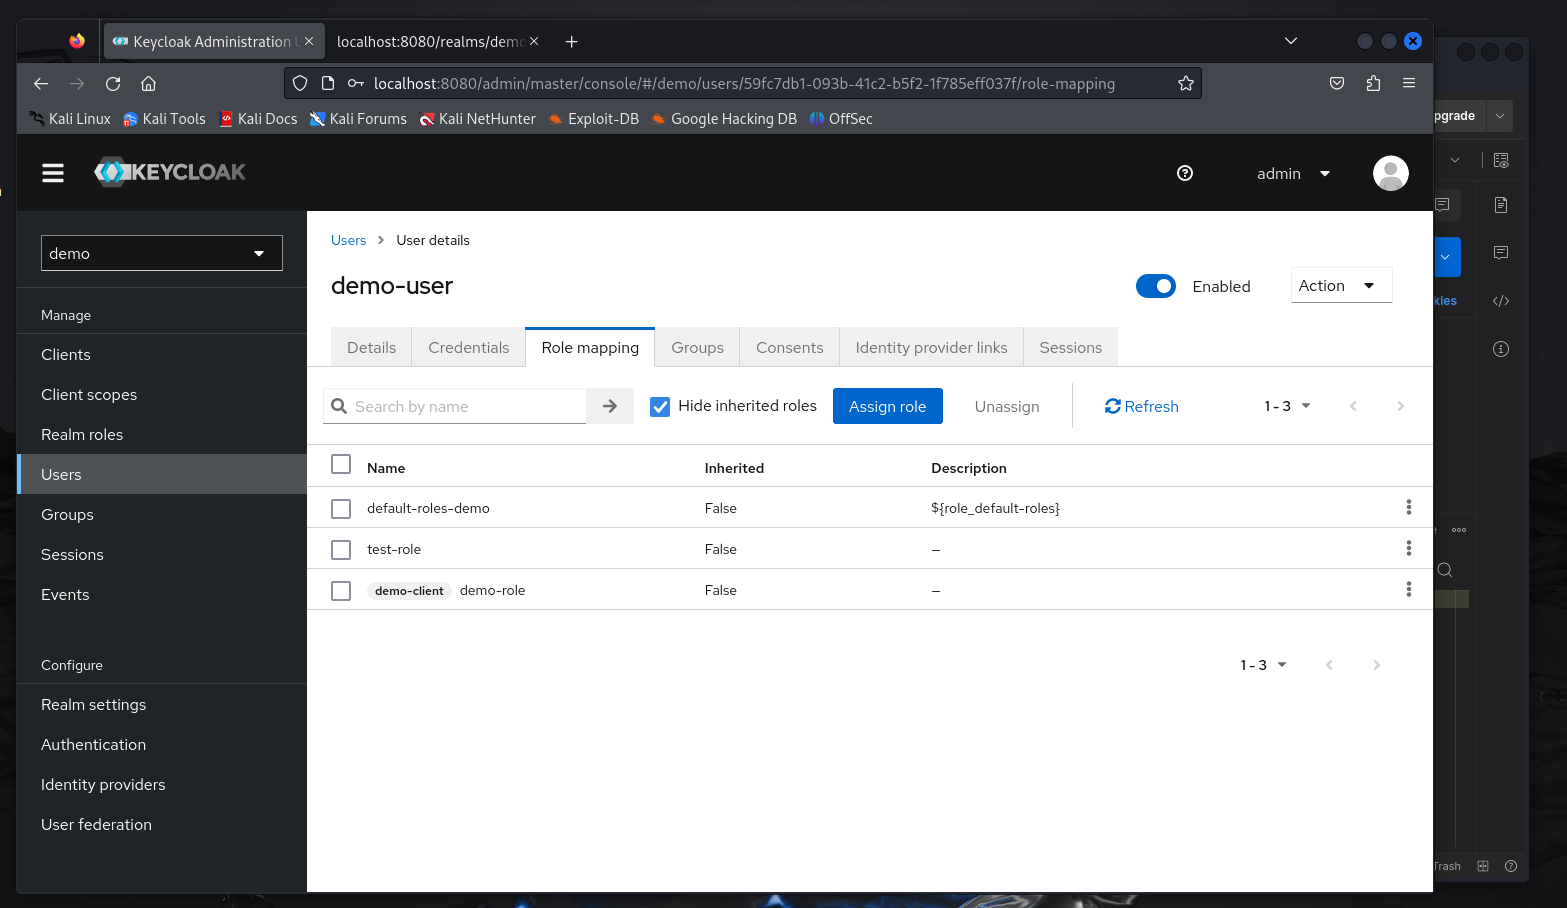 Keycloak Administration U
localhost:8080/realms/demo
localhost:8080/admin/master/console/#/demo/users/59fc7db1-093b-41c2-b5f2-1f785eff037f/role-mapping
Kali Linux Kali Tools Kali Docs Kali Forums Kali NetHunter Exploit-DB Google Hacking DB OffSec
pgrade
KEYCLOAK
admin
demo
Manage
Clients
Client scopes
Realm roles
Users
Groups
Sessions
Events
Configure
Realm settings
Authentication
Identity providers
User federation
Users > User details
demo-user
Enabled
Action
Details Credentials Role mapping Groups Consents Identity provider links Sessions
Search by name
Hide inherited roles
Assign role
Unassign
Refresh
1 - 3
Name Inherited Description
default-roles-demo False ${role_default-roles}
test-role False –
demo-client demo-role False –
1 - 3
kies
</>
Trash